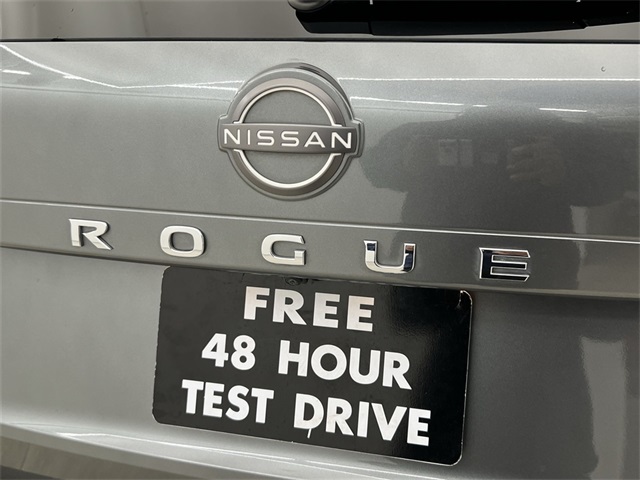 NISSAN
ROGUE
FREE
48 HOUR
TEST DRIVE